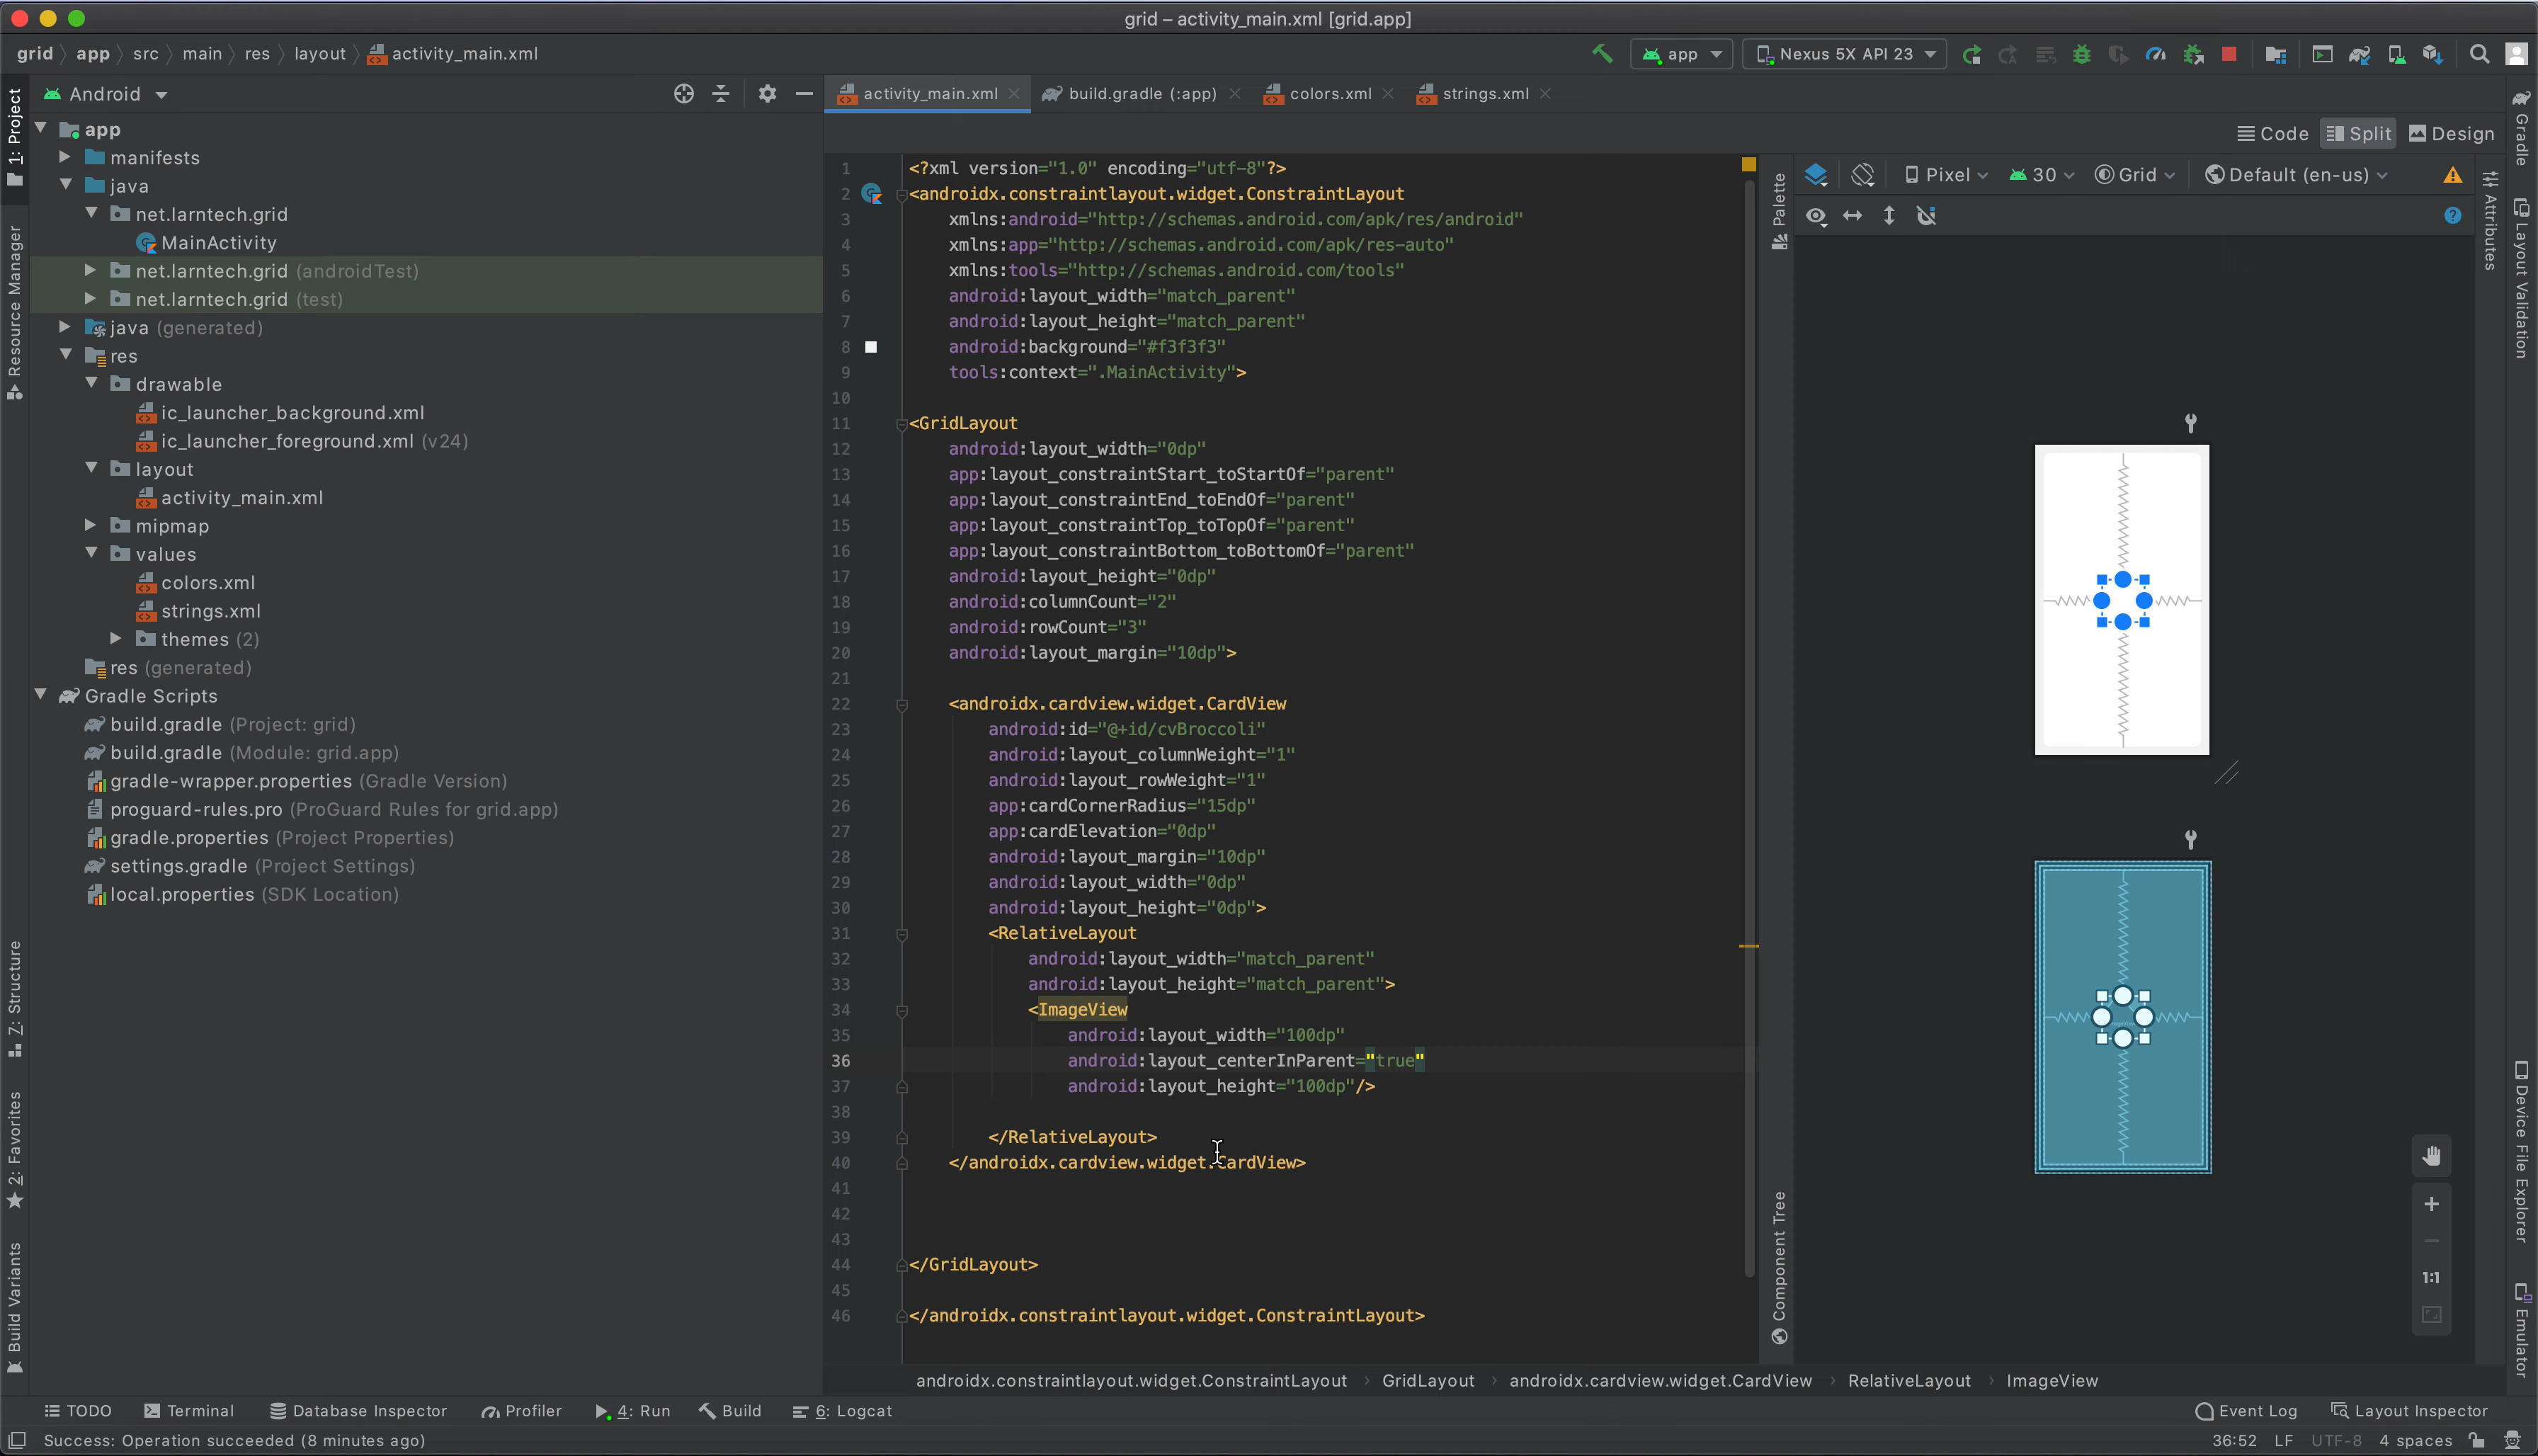 grid – activity_main.xml [grid.app]
grid app src main res layout activity_main.xml
app Nexus 5X API 23
Android
activity_main.xml build.gradle (:app) colors.xml strings.xml
Code Split Design
Pixel 30 Grid Default (en-us)
1: Project
Resource Manager
7: Structure
2: Favorites
Build Variants
app
manifests
java
net.larntech.grid
MainActivity
net.larntech.grid (androidTest)
net.larntech.grid (test)
java (generated)
res
drawable
ic_launcher_background.xml
ic_launcher_foreground.xml (v24)
layout
activity_main.xml
mipmap
values
colors.xml
strings.xml
themes (2)
res (generated)
Gradle Scripts
build.gradle (Project: grid)
build.gradle (Module: grid.app)
gradle-wrapper.properties (Gradle Version)
proguard-rules.pro (ProGuard Rules for grid.app)
gradle.properties (Project Properties)
settings.gradle (Project Settings)
local.properties (SDK Location)
1 <?xml version="1.0" encoding="utf-8"?>
2 <androidx.constraintlayout.widget.ConstraintLayout
3 xmlns:android="http://schemas.android.com/apk/res/android"
4 xmlns:app="http://schemas.android.com/apk/res-auto"
5 xmlns:tools="http://schemas.android.com/tools"
6 android:layout_width="match_parent"
7 android:layout_height="match_parent"
8 android:background="#f3f3f3"
9 tools:context=".MainActivity">
10
11 <GridLayout
12 android:layout_width="0dp"
13 app:layout_constraintStart_toStartOf="parent"
14 app:layout_constraintEnd_toEndOf="parent"
15 app:layout_constraintTop_toTopOf="parent"
16 app:layout_constraintBottom_toBottomOf="parent"
17 android:layout_height="0dp"
18 android:columnCount="2"
19 android:rowCount="3"
20 android:layout_margin="10dp">
21
22 <androidx.cardview.widget.CardView
23 android:id="@+id/cvBroccoli"
24 android:layout_columnWeight="1"
25 android:layout_rowWeight="1"
26 app:cardCornerRadius="15dp"
27 app:cardElevation="0dp"
28 android:layout_margin="10dp"
29 android:layout_width="0dp"
30 android:layout_height="0dp">
31 <RelativeLayout
32 android:layout_width="match_parent"
33 android:layout_height="match_parent">
34 <ImageView
35 android:layout_width="100dp"
36 android:layout_centerInParent="true"
37 android:layout_height="100dp"/>
38
39 </RelativeLayout>
40 </androidx.cardview.widget.CardView>
41
42
43
44 </GridLayout>
45
46 </androidx.constraintlayout.widget.ConstraintLayout>
Palette
Component Tree
1:1
Attributes
Gradle
Layout Validation
Device File Explorer
Emulator
androidx.constraintlayout.widget.ConstraintLayout GridLayout androidx.cardview.widget.CardView RelativeLayout ImageView
TODO Terminal Database Inspector Profiler 4: Run Build 6: Logcat Event Log Layout Inspector
Success: Operation succeeded (8 minutes ago) 36:52 LF UTF-8 4 spaces